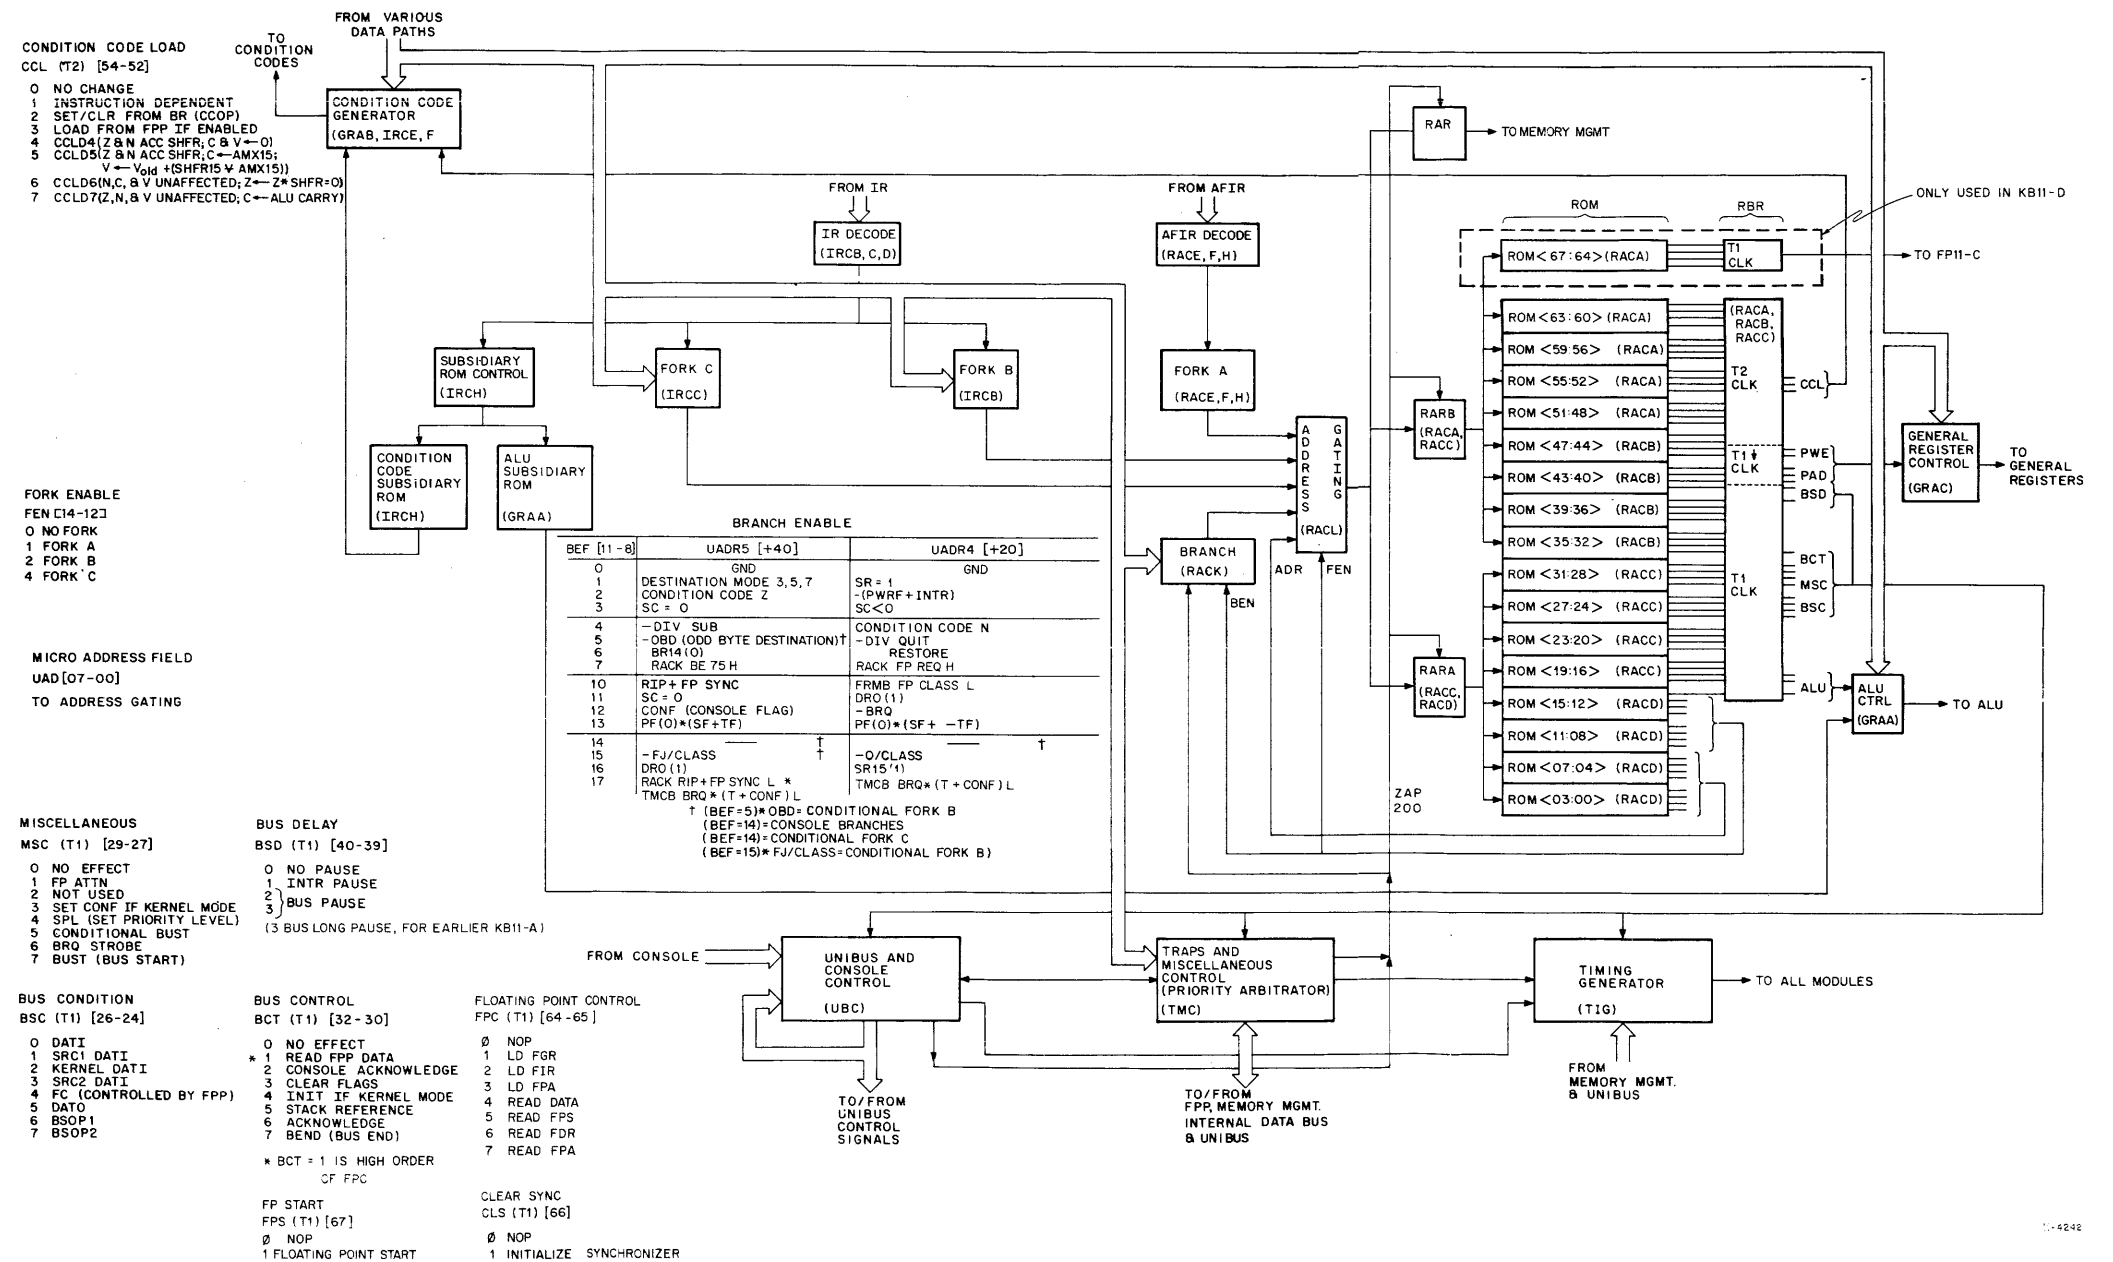 FROM VARIOUS
DATA PATHS
TO
CONDITION
CODES
CONDITION CODE LOAD
CCL (T2) [54-52]
0 NO CHANGE
1 INSTRUCTION DEPENDENT
2 SET/CLR FROM BR (CCOP)
3 LOAD FROM FPP IF ENABLED
4 CCLD4(Z & N ACC SHFR; C & V←0)
5 CCLD5(Z & N ACC SHFR; C←AMX15;
V←Vold +(SHFR15 ⊻ AMX15))
6 CCLD6(N,C, & V UNAFFECTED; Z←Z*SHFR=0)
7 CCLD7(Z,N, & V UNAFFECTED; C←ALU CARRY)
CONDITION CODE
GENERATOR
(GRAB, IRCE, F
FROM IR
IR DECODE
(IRCB, C, D)
FROM AFIR
AFIR DECODE
(RACE, F, H)
RAR
TO MEMORY MGMT
ONLY USED IN KB11-D
ROM
RBR
ROM <67:64> (RACA)
T1
CLK
TO FP11-C
ROM <63:60> (RACA)
ROM <59:56> (RACA)
ROM <55:52> (RACA)
ROM <51:48> (RACA)
ROM <47:44> (RACB)
ROM <43:40> (RACB)
ROM <39:36> (RACB)
ROM <35:32> (RACB)
ROM <31:28> (RACC)
ROM <27:24> (RACC)
ROM <23:20> (RACC)
ROM <19:16> (RACC)
ROM <15:12> (RACD)
ROM <11:08> (RACD)
ROM <07:04> (RACD)
ROM <03:00> (RACD)
(RACA,
RACB,
RACC)
T2
CLK
T1↓
CLK
T1
CLK
CCL
PWE
PAD
BSD
BCT
MSC
BSC
ALU
GENERAL
REGISTER
CONTROL
(GRAC)
TO
GENERAL
REGISTERS
ALU
CTRL
(GRAA)
TO ALU
SUBSIDIARY
ROM CONTROL
(IRCH)
FORK C
(IRCC)
FORK B
(IRCB)
FORK A
(RACE, F, H)
RARB
(RACA,
RACC)
RARA
(RACC,
RACD)
ADDRESS
GATING
(RACL)
CONDITION
CODE
SUBSIDIARY
ROM
(IRCH)
ALU
SUBSIDIARY
ROM
(GRAA)
BRANCH
(RACK)
ADR
FEN
BEN
ZAP
200
FORK ENABLE
FEN [14-12]
0 NO FORK
1 FORK A
2 FORK B
4 FORK C
MICRO ADDRESS FIELD
UAD [07-00]
TO ADDRESS GATING
BRANCH ENABLE
BEF [11-8] UADR5 [+40] UADR4 [+20]
0 GND GND
1 DESTINATION MODE 3,5,7 SR = 1
2 CONDITION CODE Z -(PWRF+INTR)
3 SC = 0 SC<0
4 -DIV SUB CONDITION CODE N
5 -OBD (ODD BYTE DESTINATION)† -DIV QUIT
6 BR14(0) RESTORE
7 RACK BE 75 H RACK FP REQ H
10 RIP+ FP SYNC FRMB FP CLASS L
11 SC = 0 DR0(1)
12 CONF (CONSOLE FLAG) -BRQ
13 PF(0)*(SF+TF) PF(0)*(SF+ -TF)
14 — † — †
15 -FJ/CLASS † -O/CLASS
16 DR0(1) SR15'1)
17 RACK RIP+FP SYNC L * TMCB BRQ*(T+CONF)L
TMCB BRQ*(T+CONF)L
† (BEF=5)*OBD=CONDITIONAL FORK B
(BEF=14)=CONSOLE BRANCHES
(BEF=14)=CONDITIONAL FORK C
(BEF=15)*FJ/CLASS=CONDITIONAL FORK B)
MISCELLANEOUS
MSC (T1) [29-27]
0 NO EFFECT
1 FP ATTN
2 NOT USED
3 SET CONF IF KERNEL MODE
4 SPL (SET PRIORITY LEVEL)
5 CONDITIONAL BUST
6 BRQ STROBE
7 BUST (BUS START)
BUS DELAY
BSD (T1) [40-39]
0 NO PAUSE
1 INTR PAUSE
2
3 BUS PAUSE
(3 BUS LONG PAUSE, FOR EARLIER KB11-A)
FROM CONSOLE
UNIBUS AND
CONSOLE
CONTROL
(UBC)
TRAPS AND
MISCELLANEOUS
CONTROL
(PRIORITY ARBITRATOR)
(TMC)
TIMING
GENERATOR
(TIG)
TO ALL MODULES
TO/FROM
UNIBUS
CONTROL
SIGNALS
TO/FROM
FPP, MEMORY MGMT.
INTERNAL DATA BUS
& UNIBUS
FROM
MEMORY MGMT.
& UNIBUS
BUS CONDITION
BSC (T1) [26-24]
0 DATI
1 SRC1 DATI
2 KERNEL DATI
3 SRC2 DATI
4 FC (CONTROLLED BY FPP)
5 DATO
6 BSOP1
7 BSOP2
BUS CONTROL
BCT (T1) [32-30]
0 NO EFFECT
* 1 READ FPP DATA
2 CONSOLE ACKNOWLEDGE
3 CLEAR FLAGS
4 INIT IF KERNEL MODE
5 STACK REFERENCE
6 ACKNOWLEDGE
7 BEND (BUS END)
* BCT = 1 IS HIGH ORDER
OF FPC
FLOATING POINT CONTROL
FPC (T1) [64-65]
Ø NOP
1 LD FGR
2 LD FIR
3 LD FPA
4 READ DATA
5 READ FPS
6 READ FDR
7 READ FPA
FP START
FPS (T1) [67]
Ø NOP
1 FLOATING POINT START
CLEAR SYNC
CLS (T1) [66]
Ø NOP
1 INITIALIZE SYNCHRONIZER
-4242